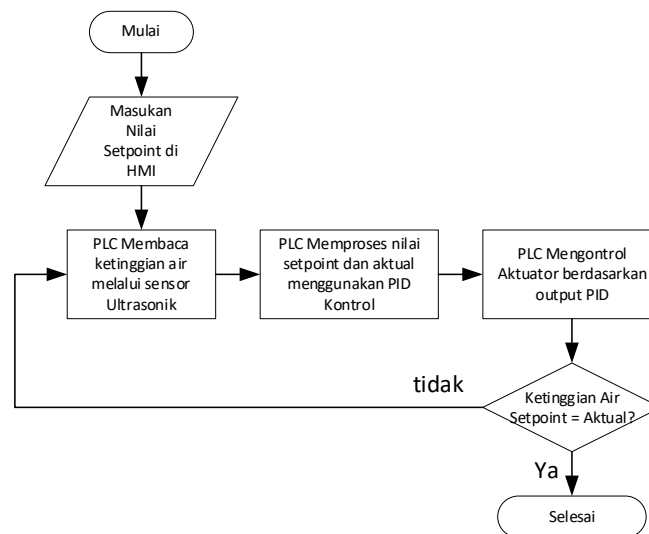 Mulai
Masukan
Nilai
Setpoint di
HMI
PLC Membaca
ketinggian air
melalui sensor
Ultrasonik
PLC Memproses nilai
setpoint dan aktual
menggunakan PID
Kontrol
PLC Mengontrol
Aktuator berdasarkan
output PID
Ketinggian Air
Setpoint = Aktual?
tidak
Ya
Selesai